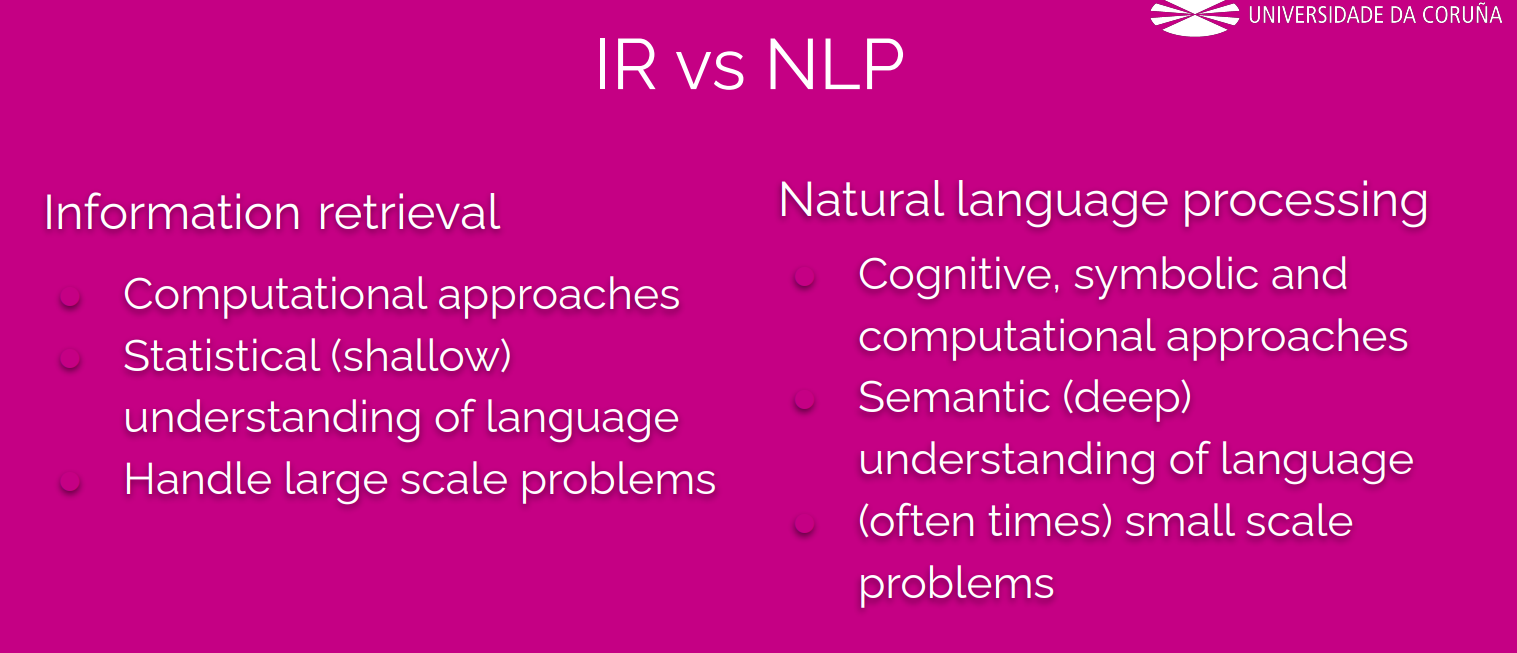 UNIVERSIDADE DA CORUÑA
IR vs NLP
Information retrieval
Computational approaches
Statistical (shallow)
understanding of language
Handle large scale problems
Natural language processing
Cognitive, symbolic and
computational approaches
Semantic (deep)
understanding of language
(often times) small scale
problems